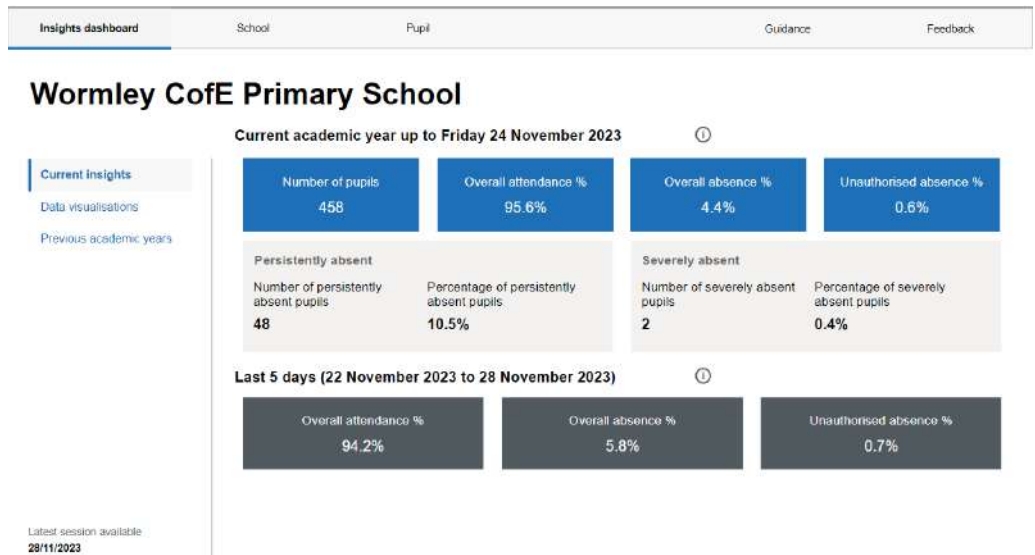 Insights dashboard School Pupil Guidance Feedback
Wormley CofE Primary School
Current academic year up to Friday 24 November 2023
Current insights
Data visualisations
Previous academic years
Number of pupils
458
Overall attendance %
95.6%
Overall absence %
4.4%
Unauthorised absence %
0.6%
Persistently absent
Number of persistently
absent pupils
48
Percentage of persistently
absent pupils
10.5%
Severely absent
Number of severely absent
pupils
2
Percentage of severely
absent pupils
0.4%
Last 5 days (22 November 2023 to 28 November 2023)
Overall attendance %
94.2%
Overall absence %
5.8%
Unauthorised absence %
0.7%
Latest session available
28/11/2023